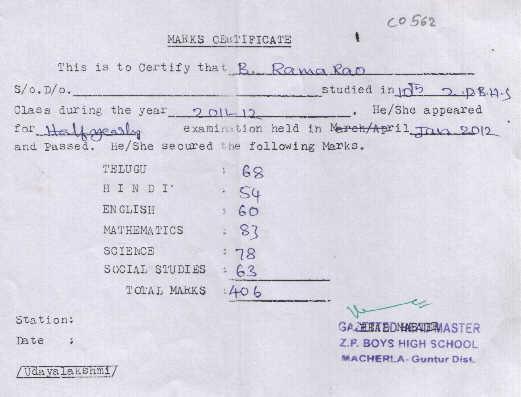 CO 562
MARKS CERTIFICATE
This is to Certify that B. Rama Rao
S/o.D/o. studied in 10th Z.P.B.H.S
Class during the year 2011-12. He/She appeared
for Halfyearly examination held in March/April Jan 2012
and Passed. He/She secured the following Marks.
TELUGU : 68
HINDI : 54
ENGLISH : 60
MATHEMATICS : 83
SCIENCE : 78
SOCIAL STUDIES : 63
TOTAL MARKS : 406
Station:
Date :
GAZETTED HEADMASTER
Z.P. BOYS HIGH SCHOOL
MACHERLA - Guntur Dist.
/Udayalakshmi/